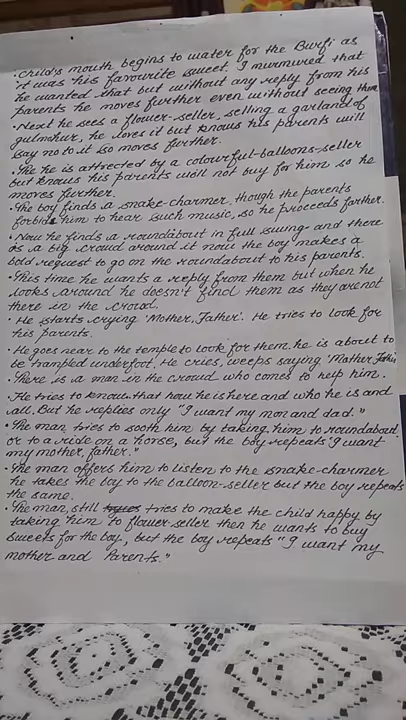 • Child's mouth begins to water for the Burfi as
it was his favourite sweet. I murmured that
he wanted that but without any reply from his
parents he moves further even without seeing them
• Next he sees a flower-seller, selling a garland of
gulmohur, he loves it but knows his parents will
say no to it so moves further.
• The he is attracted by a colourful-balloons-seller
but knows his parents will not buy for him so he
moves further.
• The boy finds a snake-charmer, though the parents
forbids him to hear such music, so he proceeds further.
• Now he finds a roundabout in full swing and there
is a big crowd around it now the boy makes a
bold request to go on the roundabout to his parents.
• This time he wants a reply from them but when he
looks around he doesn't find them as they are not
there in the crowd.
• He starts crying 'Mother, Father'. He tries to look for
his parents.
• He goes near to the temple to look for them. he is about to
be trampled underfoot. He cries, weeps saying 'Mother, Father
• There is a man in the crowd who comes to help him.
• He tries to know that how he is here and who he is and
all. But he replies only "I want my mom and dad."
• The man tries to sooth him by taking him to roundabout
or to a ride on a horse, but the boy repeats "I want
my mother, father."
• The man offers him to listen to the snake-charmer
he takes the boy to the balloon-seller but the boy repeats
the same.
• The man, still tries to make the child happy by
taking him to flower seller then he wants to buy
sweets for the boy, but the boy repeats "I want my
mother and Parents."